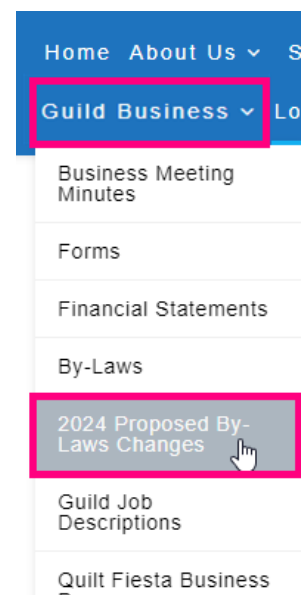 Home About Us
Guild Business
Business Meeting
Minutes
Forms
Financial Statements
By-Laws
2024 Proposed By-
Laws Changes
Guild Job
Descriptions
Quilt Fiesta Business